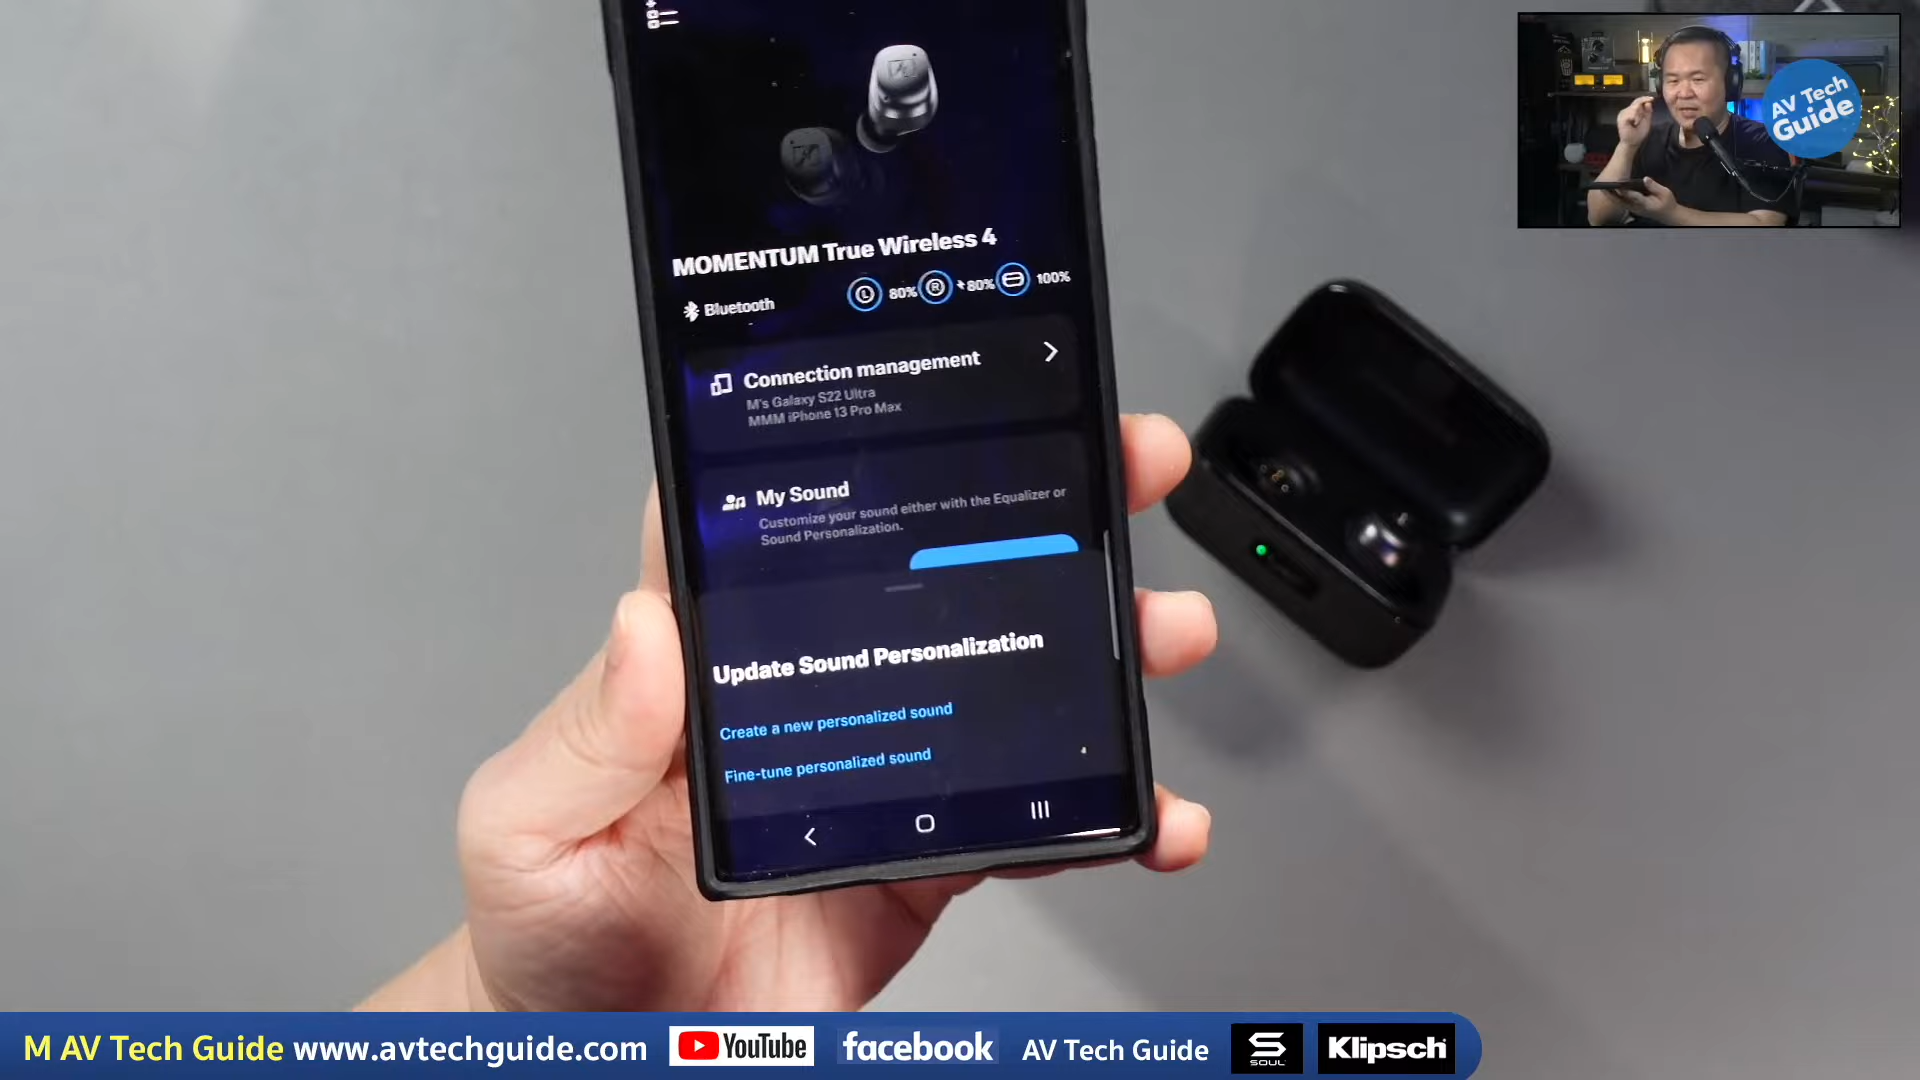 AV Tech
Guide
MOMENTUM True Wireless 4
Bluetooth
L 80% R 80% 100%
Connection management
M's Galaxy S22 Ultra
MMM iPhone 13 Pro Max
My Sound
Customize your sound either with the Equalizer or
Sound Personalization.
Update Sound Personalization
Create a new personalized sound
Fine-tune personalized sound
M AV Tech Guide www.avtechguide.com YouTube facebook AV Tech Guide SOUL Klipsch